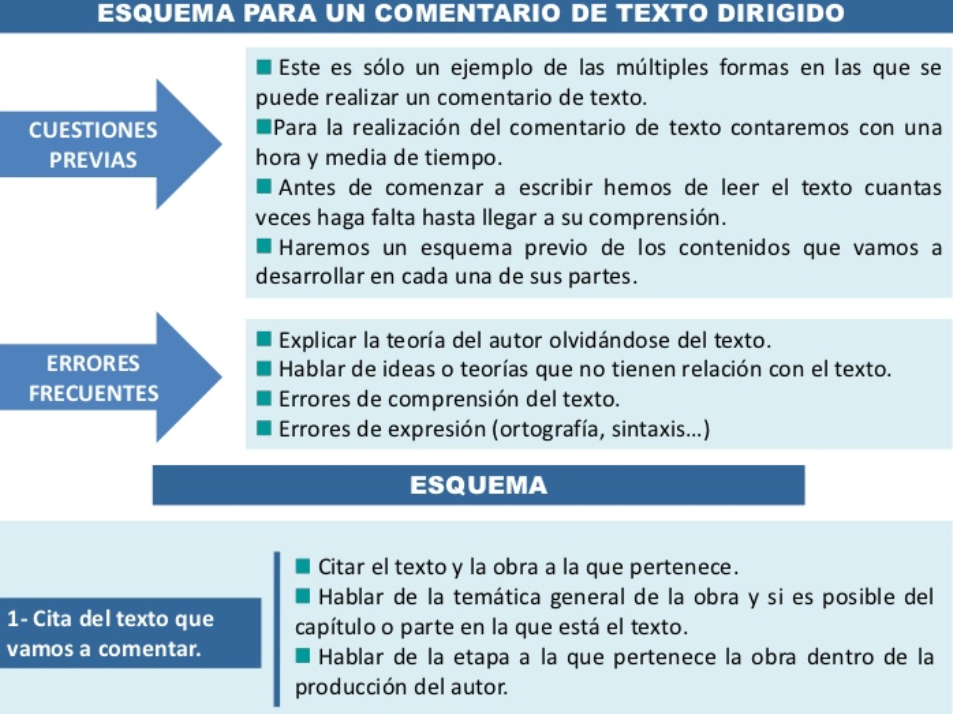 ESQUEMA PARA UN COMENTARIO DE TEXTO DIRIGIDO
CUESTIONES
PREVIAS
Este es sólo un ejemplo de las múltiples formas en las que se
puede realizar un comentario de texto.
Para la realización del comentario de texto contaremos con una
hora y media de tiempo.
Antes de comenzar a escribir hemos de leer el texto cuantas
veces haga falta hasta llegar a su comprensión.
Haremos un esquema previo de los contenidos que vamos a
desarrollar en cada una de sus partes.
ERRORES
FRECUENTES
Explicar la teoría del autor olvidándose del texto.
Hablar de ideas o teorías que no tienen relación con el texto.
Errores de comprensión del texto.
Errores de expresión (ortografía, sintaxis...)
ESQUEMA
1- Cita del texto que
vamos a comentar.
Citar el texto y la obra a la que pertenece.
Hablar de la temática general de la obra y si es posible del
capítulo o parte en la que está el texto.
Hablar de la etapa a la que pertenece la obra dentro de la
producción del autor.